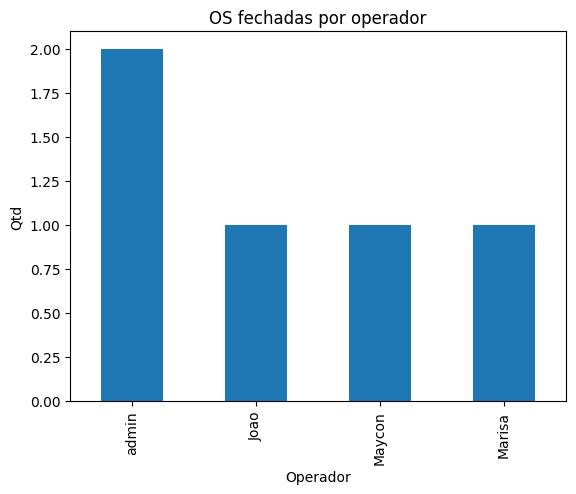 OS fechadas por operador
Qtd
2.00
1.75
1.50
1.25
1.00
0.75
0.50
0.25
0.00
admin
Joao
Maycon
Marisa
Operador